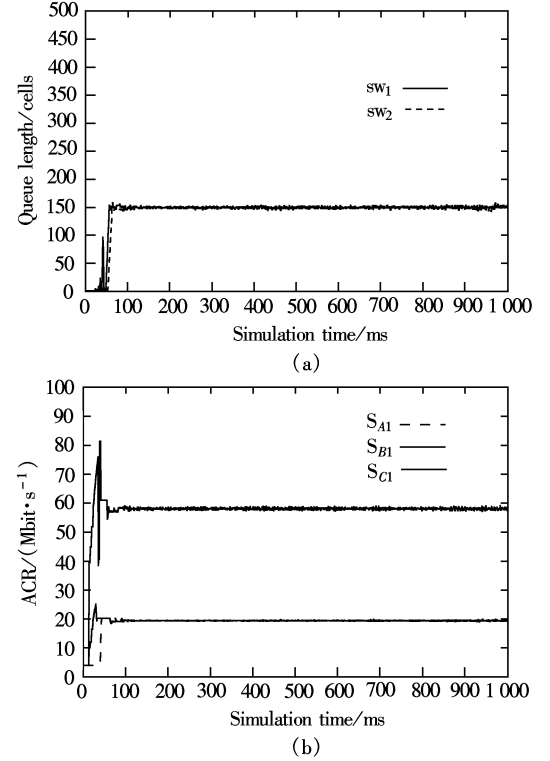 500
450
400
350
300
250
200
150
100
50
0
Queue length/cells
sw1
sw2
0 100 200 300 400 500 600 700 800 900 1 000
Simulation time/ms
(a)
100
90
80
70
60
50
40
30
20
10
0
ACR/(Mbit·s⁻¹)
S_A1
S_B1
S_C1
0 100 200 300 400 500 600 700 800 900 1 000
Simulation time/ms
(b)